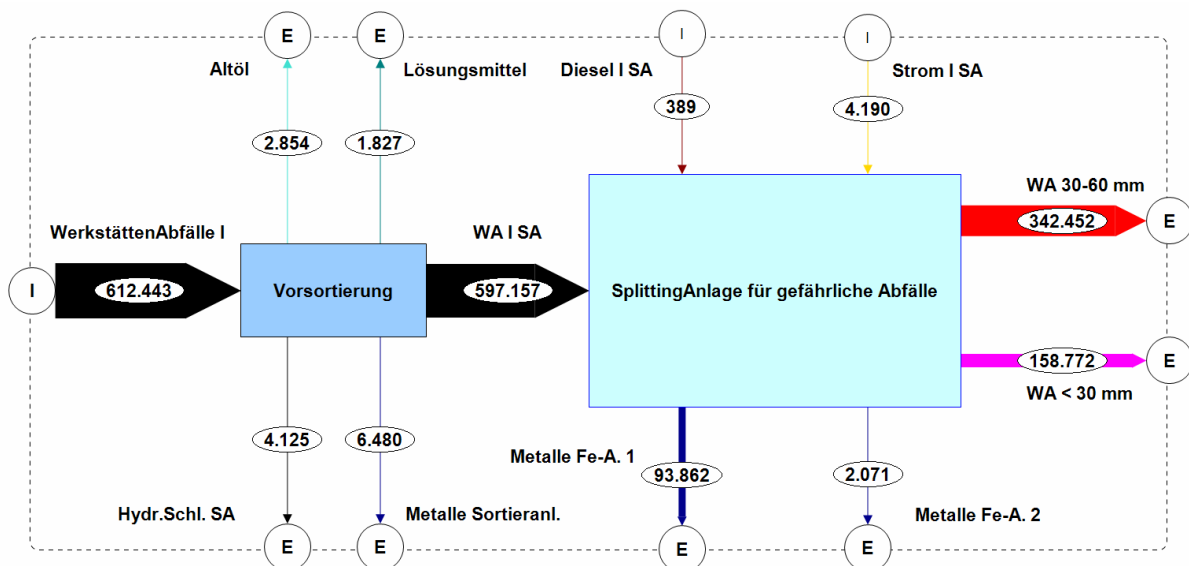 E E I I
Altöl Lösungsmittel Diesel I SA Strom I SA
389 4.190
2.854 1.827
WA 30-60 mm
342.452 E
WerkstättenAbfälle I WA I SA
I 612.443 Vorsortierung 597.157 SplittingAnlage für gefährliche Abfälle
158.772 E
WA < 30 mm
4.125 6.480
Metalle Fe-A. 1 93.862 2.071
Hydr.Schl. SA Metalle Sortieranl. Metalle Fe-A. 2
E E E E